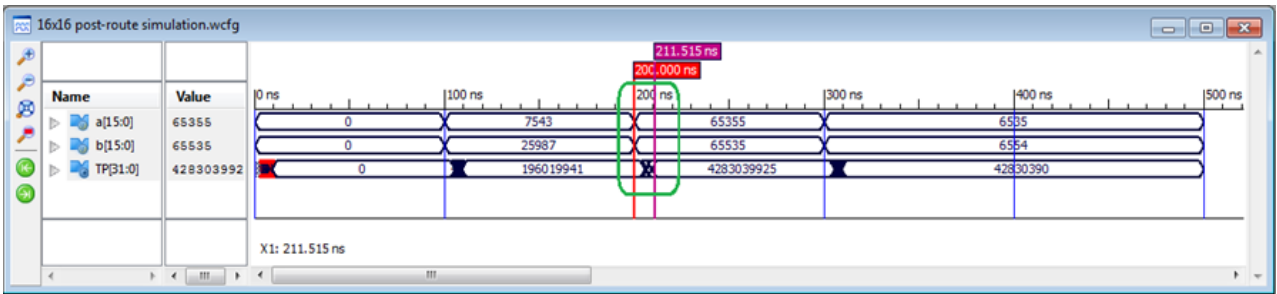 16x16 post-route simulation.wcfg
211.515 ns
200.000 ns
Name Value 0 ns 100 ns 200 ns 300 ns 400 ns 500 ns
a[15:0] 65355 0 7543 65355 6535
b[15:0] 65535 0 25987 65535 6554
TP[31:0] 428303992 0 196019941 4283039925 42830390
X1: 211.515 ns